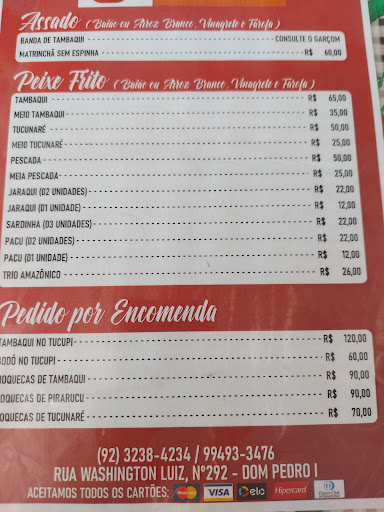 Assado (Baião ou Arroz Branco, Vinagrete e Farofa)
BANDA DE TAMBAQUI CONSULTE O GARÇOM
MATRINCHÃ SEM ESPINHA R$ 60,00
Peixe Frito (Baião ou Arroz Branco, Vinagrete e Farofa)
TAMBAQUI R$ 65,00
MEIO TAMBAQUI R$ 35,00
TUCUNARÉ R$ 50,00
MEIO TUCUNARÉ R$ 25,00
PESCADA R$ 50,00
MEIA PESCADA R$ 25,00
JARAQUI (02 UNIDADES) R$ 22,00
JARAQUI (01 UNIDADE) R$ 12,00
SARDINHA (03 UNIDADES) R$ 22,00
PACU (02 UNIDADES) R$ 22,00
PACU (01 UNIDADE) R$ 12,00
TRIO AMAZÔNICO R$ 26,00
Pedido por Encomenda
TAMBAQUI NO TUCUPI R$ 120,00
BODÓ NO TUCUPI R$ 60,00
MOQUECAS DE TAMBAQUI R$ 90,00
MOQUECAS DE PIRARUCU R$ 90,00
MOQUECAS DE TUCUNARÉ R$ 70,00
(92) 3238-4234 / 99493-3476
RUA WASHINGTON LUIZ, Nº292 - DOM PEDRO I
ACEITAMOS TODOS OS CARTÕES: MasterCard VISA elo Hipercard Diners Club